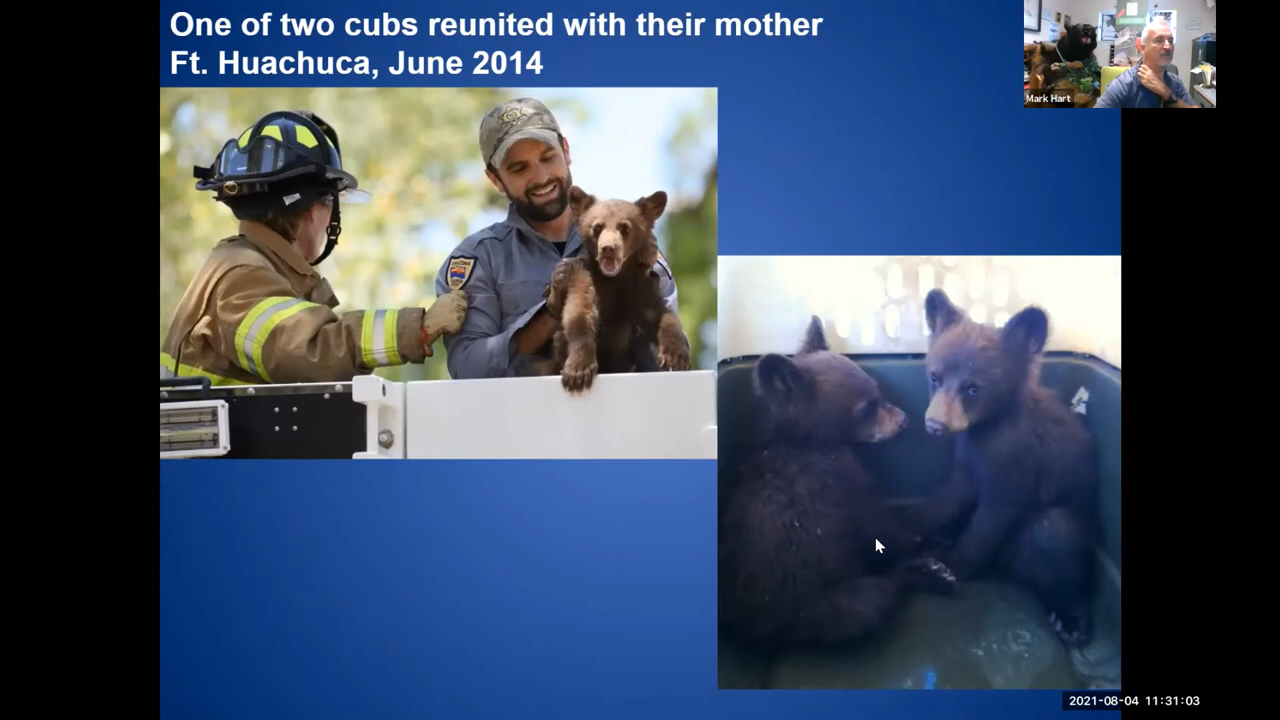 One of two cubs reunited with their mother
Ft. Huachuca, June 2014
Mark Hart
ARIZONA
2021-08-04 11:31:03